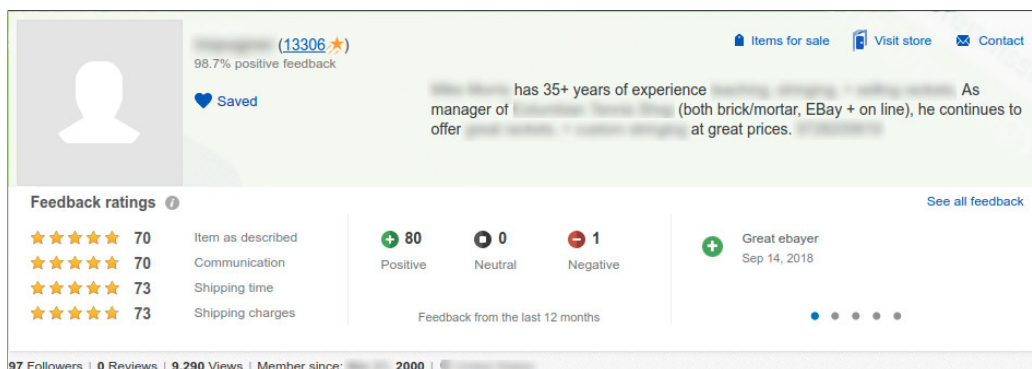 (13306)
98.7% positive feedback
Saved
Items for sale
Visit store
Contact
has 35+ years of experience As
manager of (both brick/mortar, EBay + on line), he continues to
offer at great prices.
Feedback ratings
See all feedback
70 Item as described
70 Communication
73 Shipping time
73 Shipping charges
80
Positive
0
Neutral
1
Negative
Feedback from the last 12 months
Great ebayer
Sep 14, 2018
97 Followers | 0 Reviews | 9,290 Views | Member since: 2000 |